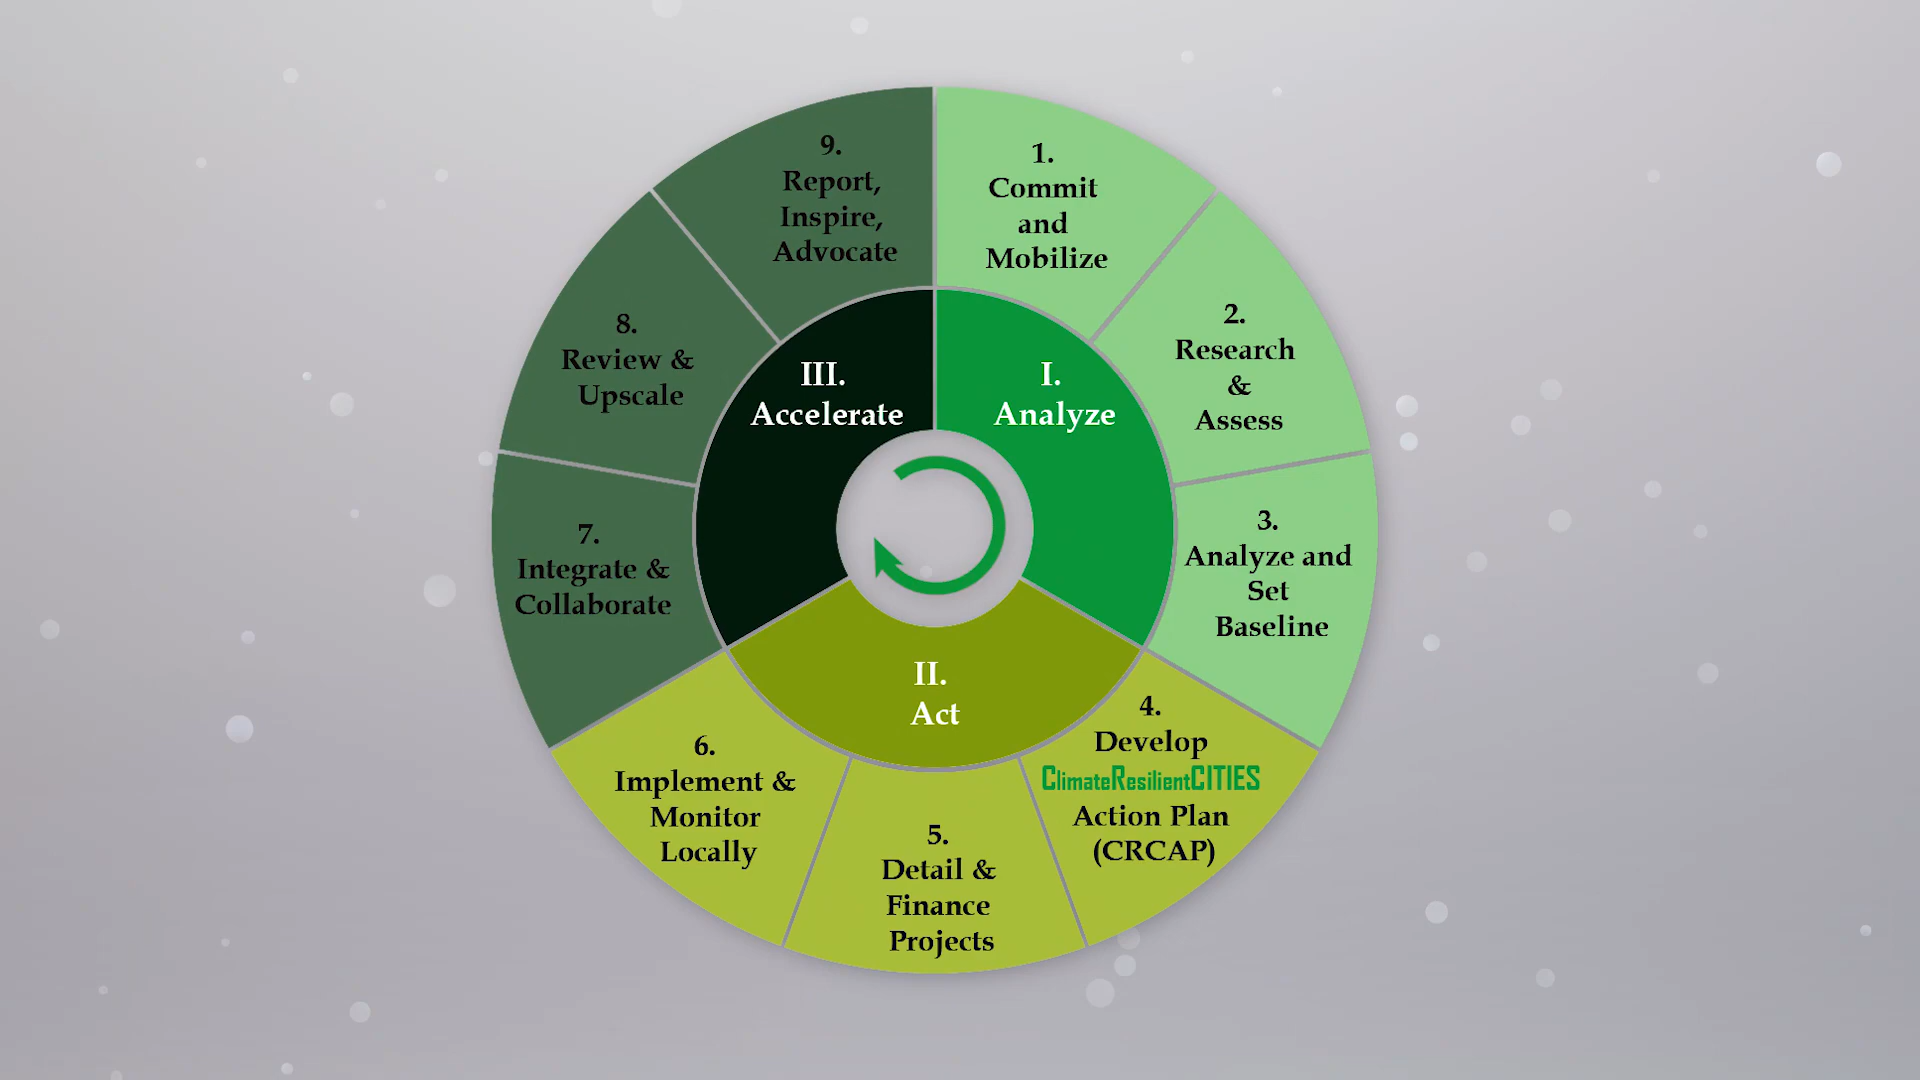 I.
Analyze
II.
Act
III.
Accelerate
1.
Commit
and
Mobilize
2.
Research
&
Assess
3.
Analyze and
Set
Baseline
4.
Develop
ClimateResilientCITIES
Action Plan
(CRCAP)
5.
Detail &
Finance
Projects
6.
Implement &
Monitor
Locally
7.
Integrate &
Collaborate
8.
Review &
Upscale
9.
Report,
Inspire,
Advocate